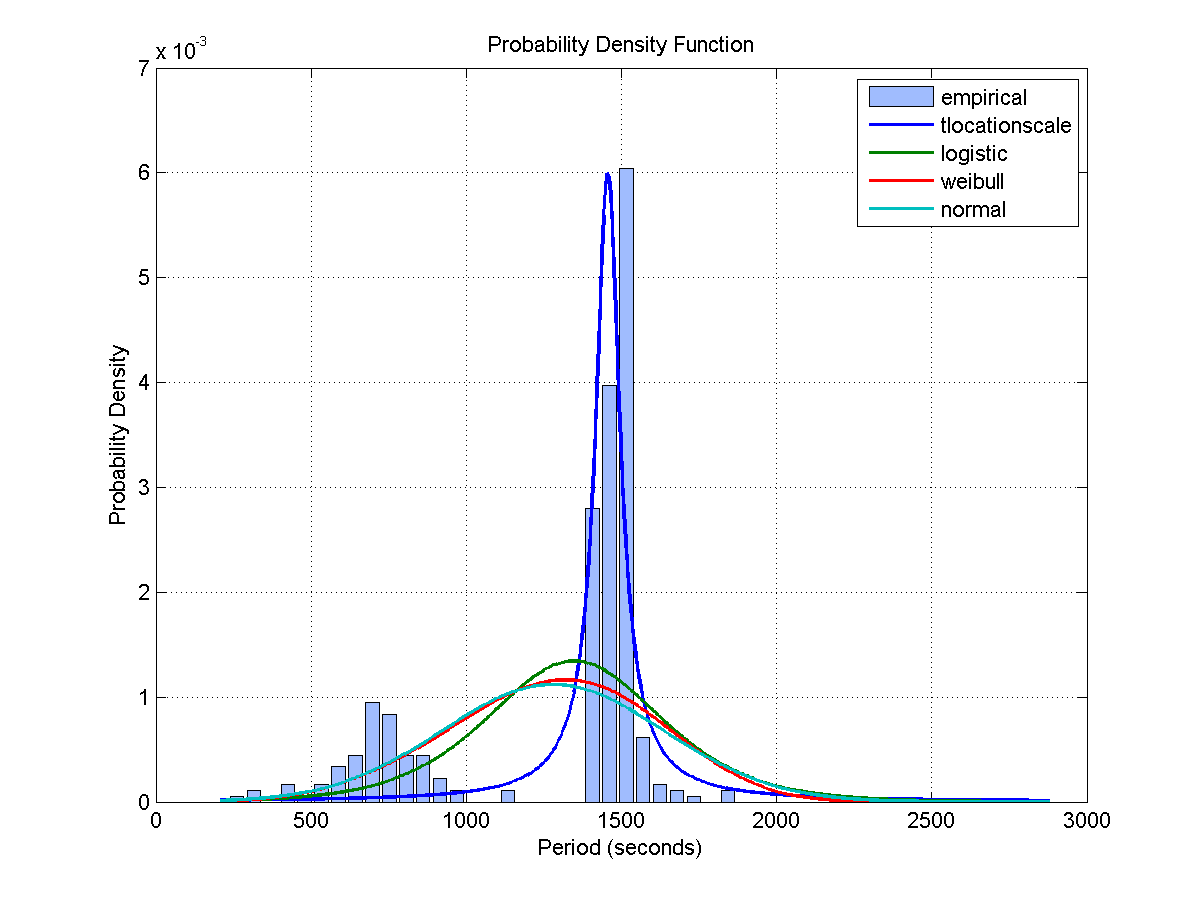 Probability Density Function
x 10-3
7
6
5
4
3
2
1
0
Probability Density
0 500 1000 1500 2000 2500 3000
Period (seconds)
empirical
tlocationscale
logistic
weibull
normal